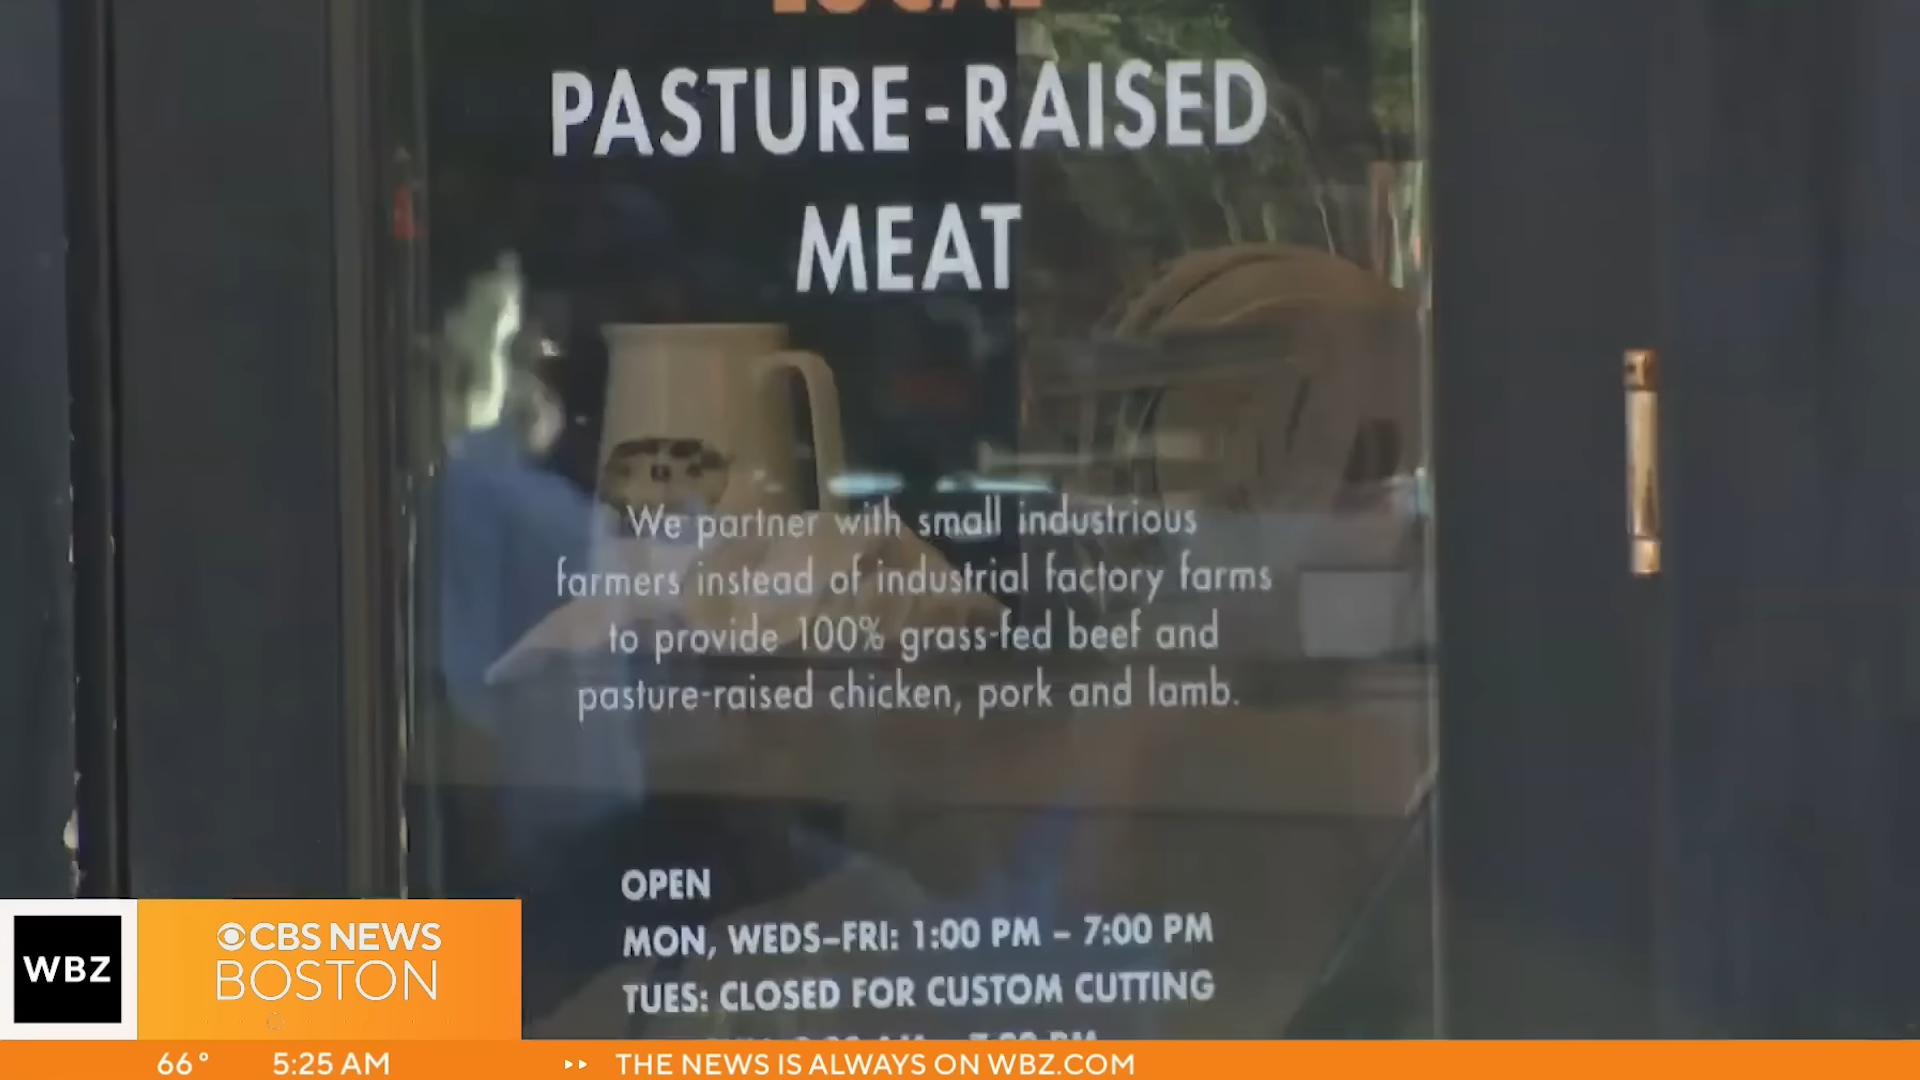 LOCAL
PASTURE-RAISED
MEAT
We partner with small industrious
farmers instead of industrial factory farms
to provide 100% grass-fed beef and
pasture-raised chicken, pork and lamb.
OPEN
MON, WEDS-FRI: 1:00 PM - 7:00 PM
TUES: CLOSED FOR CUSTOM CUTTING
WBZ
CBS NEWS
BOSTON
66° 5:25 AM THE NEWS IS ALWAYS ON WBZ.COM